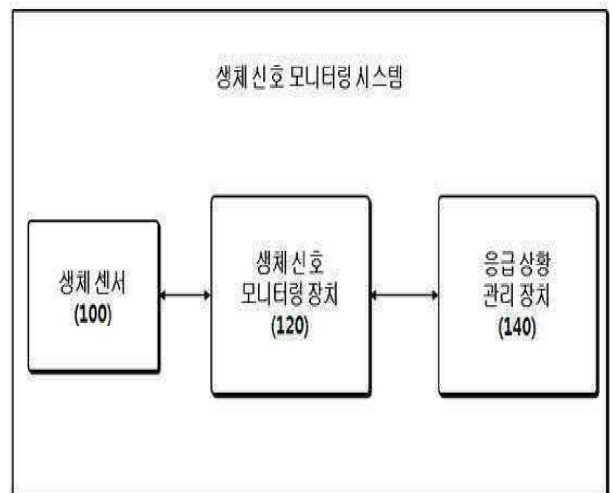 생체 신호 모니터링 시스템
생체 센서
(100)
생체 신호
모니터링 장치
(120)
응급 상황
관리 장치
(140)